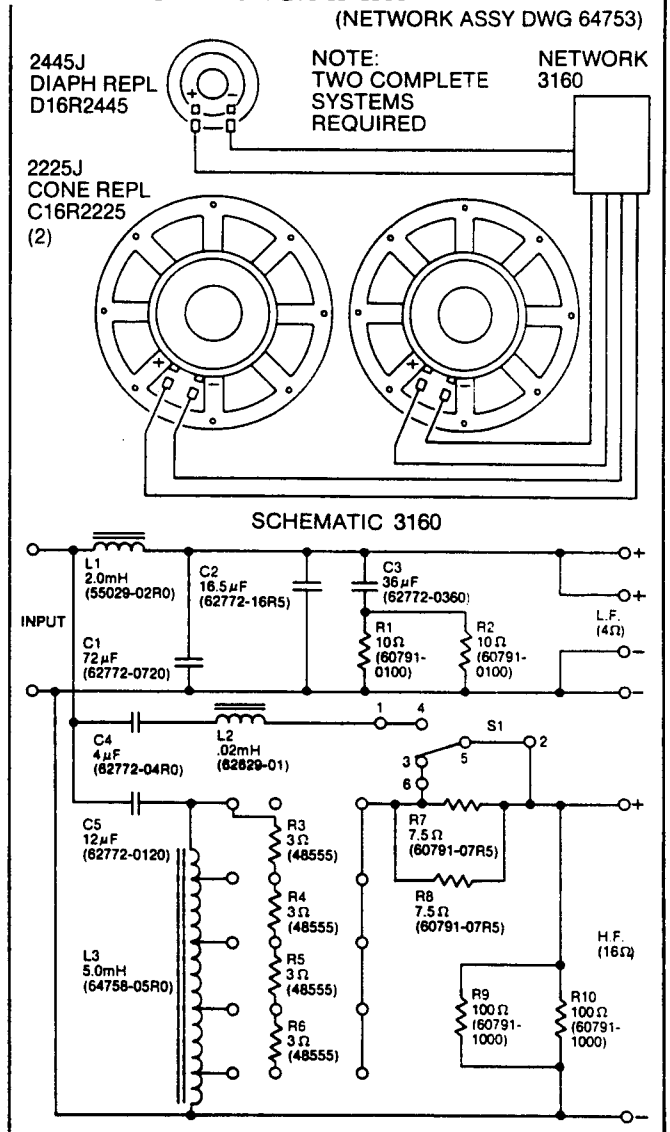 (NETWORK ASSY DWG 64753)
2445J
DIAPH REPL
D16R2445
NOTE:
TWO COMPLETE
SYSTEMS
REQUIRED
NETWORK
3160
+ −
2225J
CONE REPL
C16R2225
(2)
+ −
+ −
SCHEMATIC 3160
L1
2.0mH
(55029-02R0)
C2
16.5µF
(62772-16R5)
C3
36µF
(62772-0360)
+
+
INPUT
C1
72µF
(62772-0720)
R1
10Ω
(60791-
0100)
R2
10Ω
(60791-
0100)
L.F.
(4Ω)
−
−
C4
4µF
(62772-04R0)
L2
.02mH
(62629-01)
1
4
S1
3
5
2
6
+
C5
12µF
(62772-0120)
R3
3Ω
(48555)
R7
7.5Ω
(60791-07R5)
R4
3Ω
(48555)
R8
7.5Ω
(60791-07R5)
L3
5.0mH
(64758-05R0)
R5
3Ω
(48555)
H.F.
(16Ω)
R6
3Ω
(48555)
R9
100Ω
(60791-
1000)
R10
100Ω
(60791-
1000)
−